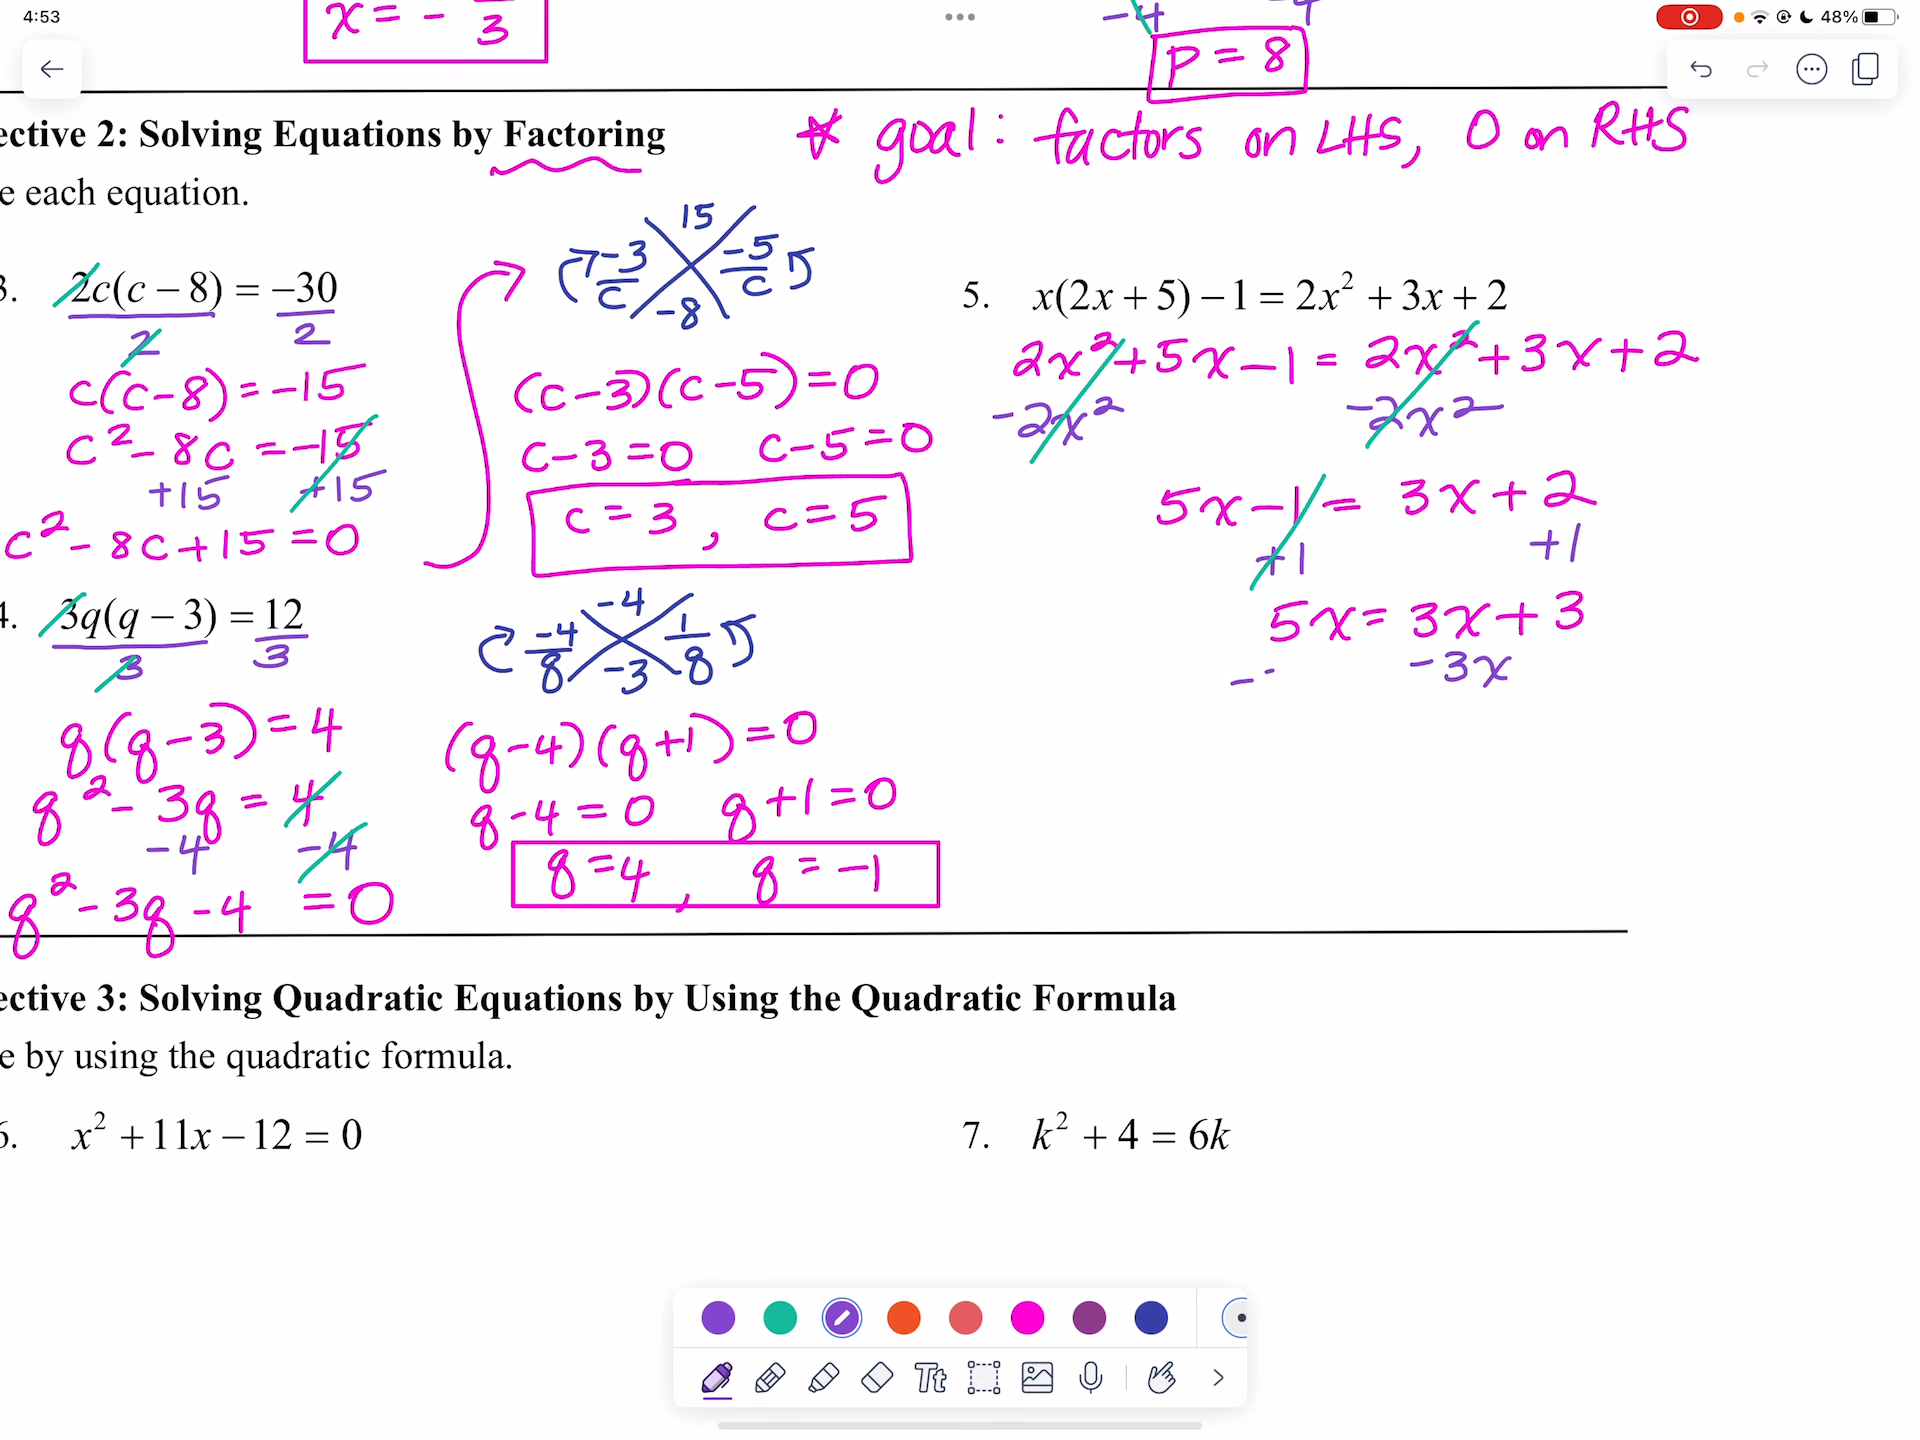 4:53
48%
x = - 3
-4 -4
p = 8
ective 2: Solving Equations by Factoring
* goal: factors on LHS, 0 on RHS
e each equation.
3. 2c(c − 8) = −30
2 2
c(c-8) = -15
c² - 8c = -15
+15 +15
c² - 8c + 15 = 0
15
-3 -5
c c
-8
(c-3)(c-5) = 0
c-3=0 c-5=0
c = 3 , c = 5
4. 3q(q − 3) = 12
3 3
q(q-3) = 4
q² - 3q = 4
-4 -4
q² - 3q - 4 = 0
-4
-4 1
q q
-3
(q-4)(q+1) = 0
q-4=0 q+1=0
q=4 , q=-1
5. x(2x + 5) − 1 = 2x² + 3x + 2
2x² + 5x - 1 = 2x² + 3x + 2
-2x² -2x²
5x - 1 = 3x + 2
+1 +1
5x = 3x + 3
- -3x
ective 3: Solving Quadratic Equations by Using the Quadratic Formula
e by using the quadratic formula.
6. x² + 11x − 12 = 0
7. k² + 4 = 6k
Tt